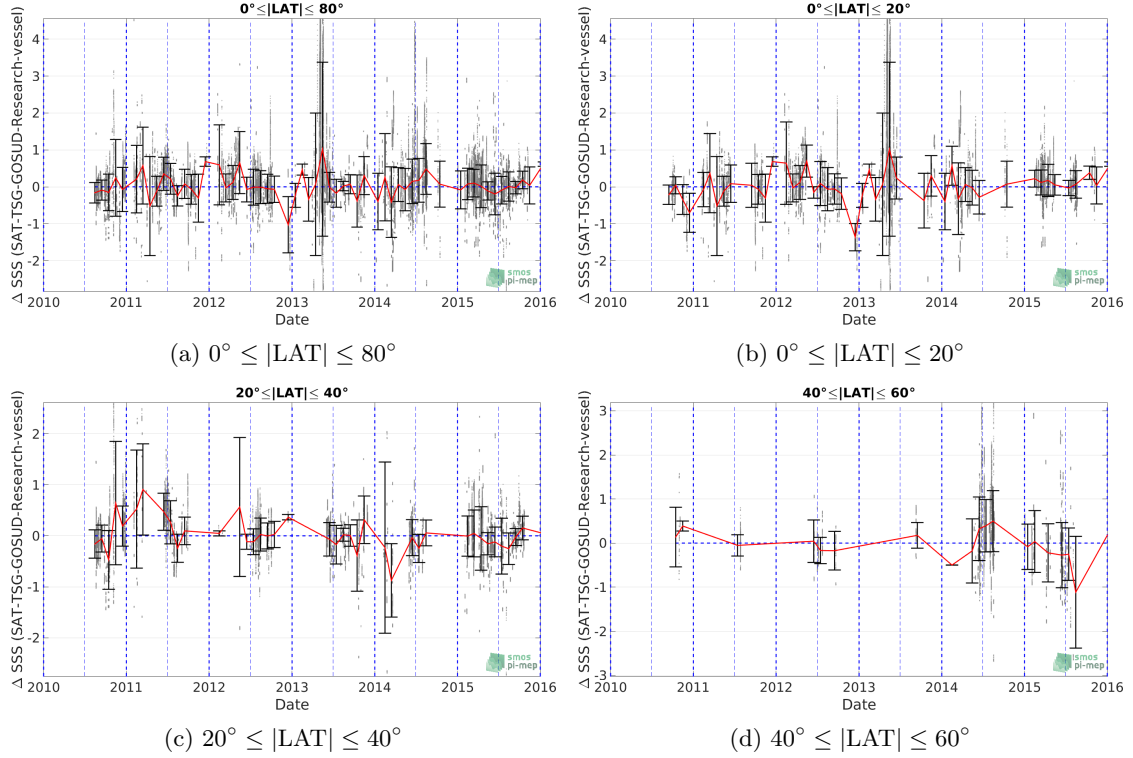 0°≤|LAT|≤ 80°
Δ SSS (SAT-TSG-GOSUD-Research-vessel)
4
3
2
1
0
-1
-2
2010 2011 2012 2013 2014 2015 2016
Date
smos
pi-mep
(a) 0° ≤ |LAT| ≤ 80°
0°≤|LAT|≤ 20°
Δ SSS (SAT-TSG-GOSUD-Research-vessel)
4
3
2
1
0
-1
-2
2010 2011 2012 2013 2014 2015 2016
Date
smos
pi-mep
(b) 0° ≤ |LAT| ≤ 20°
20°≤|LAT|≤ 40°
Δ SSS (SAT-TSG-GOSUD-Research-vessel)
2
1
0
-1
-2
2010 2011 2012 2013 2014 2015 2016
Date
smos
pi-mep
(c) 20° ≤ |LAT| ≤ 40°
40°≤|LAT|≤ 60°
Δ SSS (SAT-TSG-GOSUD-Research-vessel)
3
2
1
0
-1
-2
-3
2010 2011 2012 2013 2014 2015 2016
Date
smos
pi-mep
(d) 40° ≤ |LAT| ≤ 60°